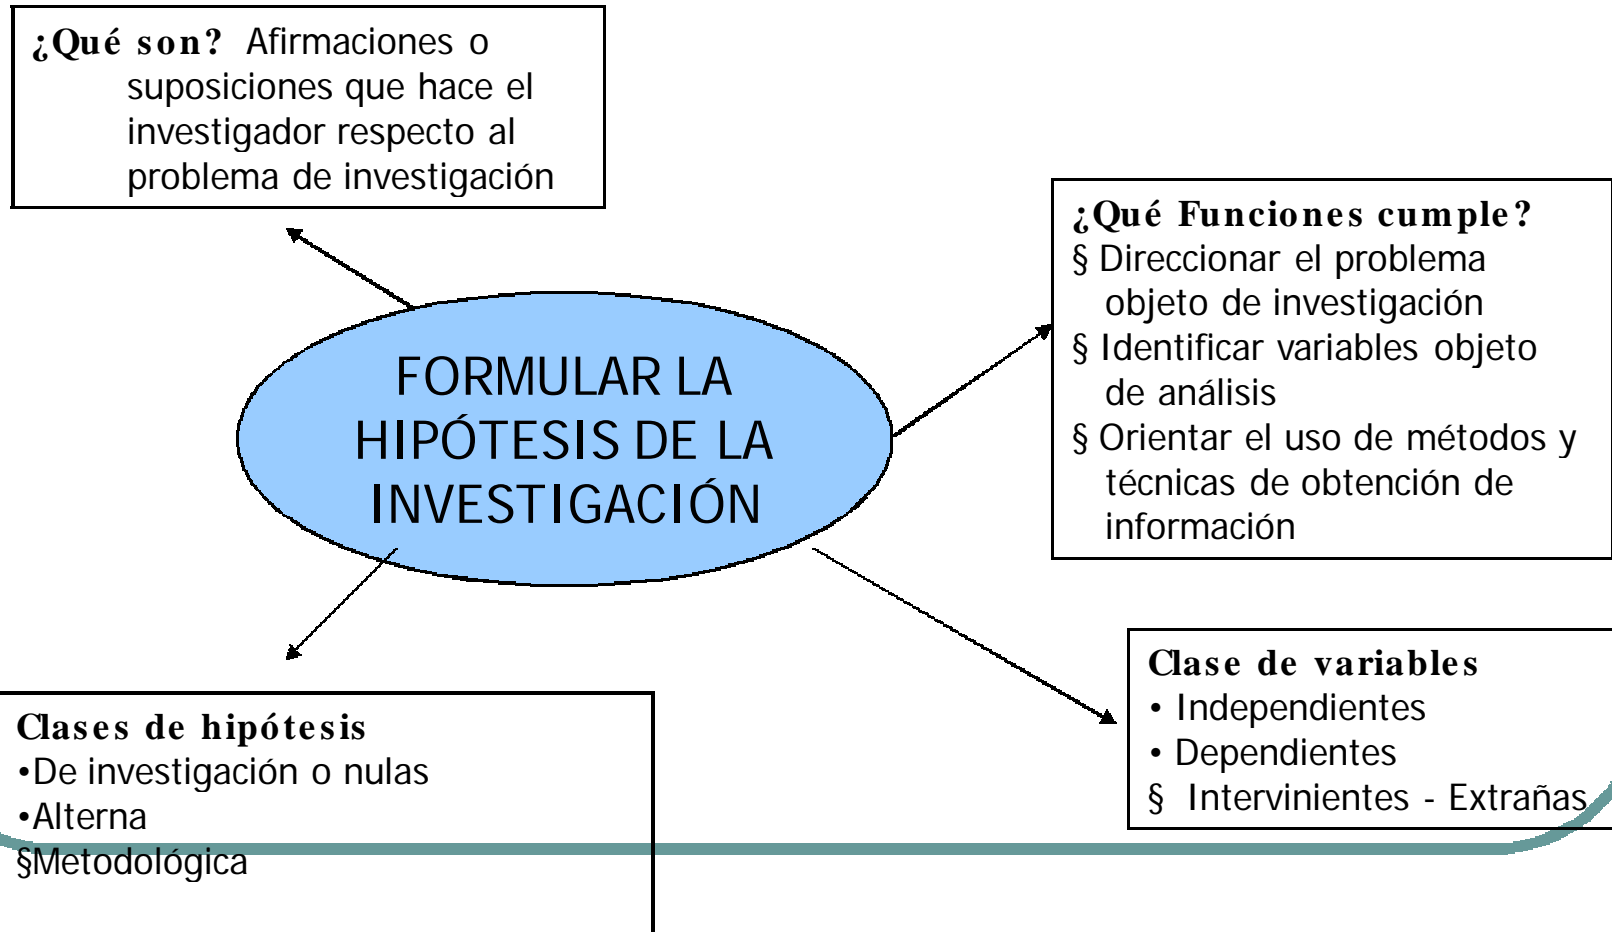 ¿Qué son? Afirmaciones o
suposiciones que hace el
investigador respecto al
problema de investigación
¿Qué Funciones cumple?
§ Direccionar el problema
objeto de investigación
§ Identificar variables objeto
de análisis
§ Orientar el uso de métodos y
técnicas de obtención de
información
FORMULAR LA
HIPÓTESIS DE LA
INVESTIGACIÓN
Clase de variables
• Independientes
• Dependientes
§ Intervinientes - Extrañas
Clases de hipótesis
•De investigación o nulas
•Alterna
§Metodológica